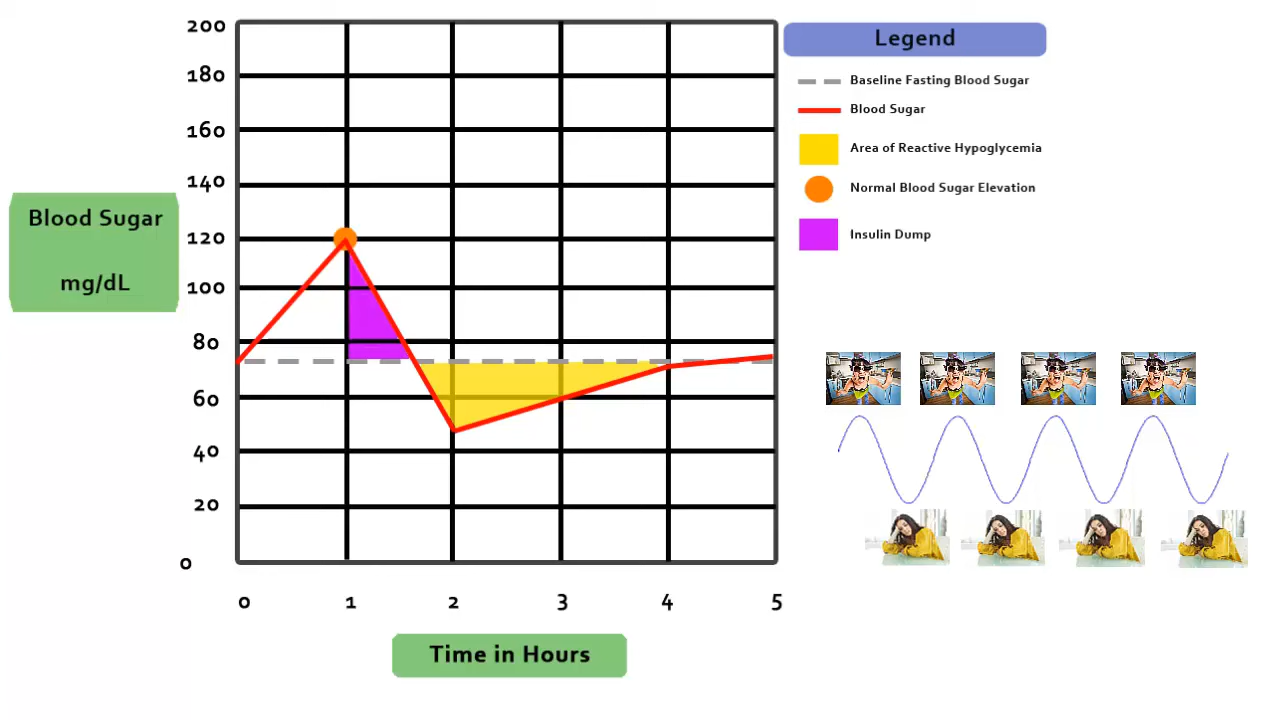 200
180
160
140
120
100
80
60
40
20
0
Blood Sugar
mg/dL
0 1 2 3 4 5
Time in Hours
Legend
Baseline Fasting Blood Sugar
Blood Sugar
Area of Reactive Hypoglycemia
Normal Blood Sugar Elevation
Insulin Dump